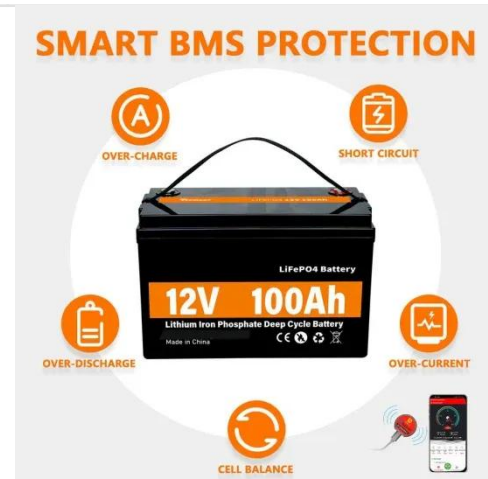 SMART BMS PROTECTION
OVER-CHARGE
SHORT CIRCUIT
LiFePO4 Battery
12V 100Ah
Lithium Iron Phosphate Deep Cycle Battery
Made in China
OVER-DISCHARGE
OVER-CURRENT
CELL BALANCE